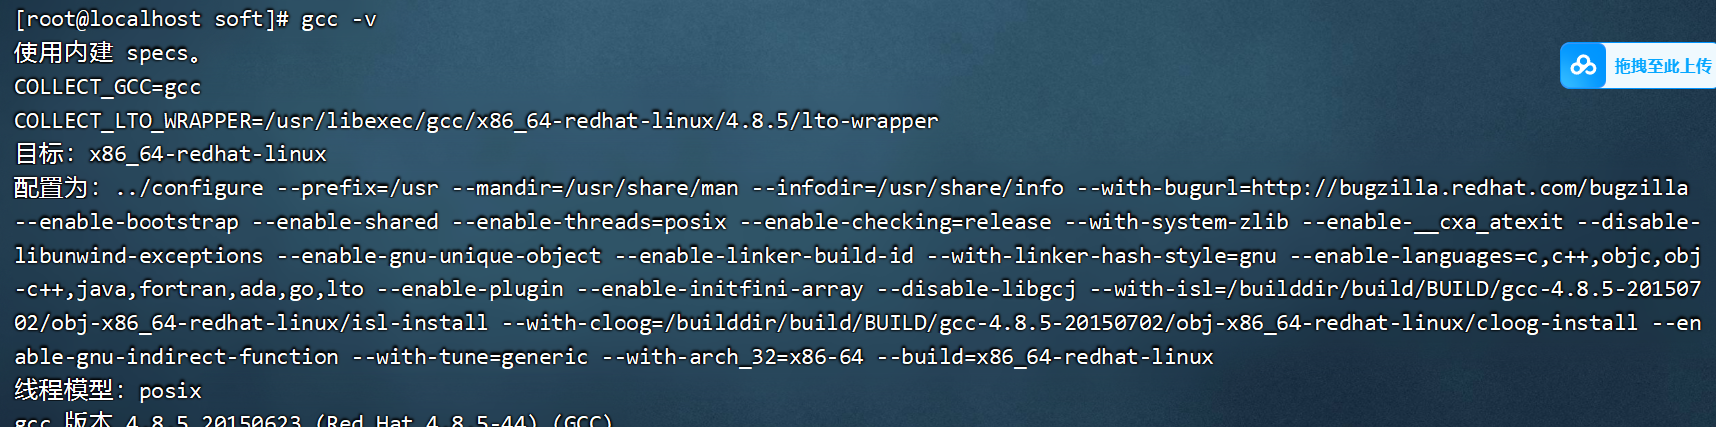 [root@localhost soft]# gcc -v
使用内建 specs。
COLLECT_GCC=gcc
拖拽至此上传
COLLECT_LTO_WRAPPER=/usr/libexec/gcc/x86_64-redhat-linux/4.8.5/lto-wrapper
目标：x86_64-redhat-linux
配置为：../configure --prefix=/usr --mandir=/usr/share/man --infodir=/usr/share/info --with-bugurl=http://bugzilla.redhat.com/bugzilla
--enable-bootstrap --enable-shared --enable-threads=posix --enable-checking=release --with-system-zlib --enable-__cxa_atexit --disable-
libunwind-exceptions --enable-gnu-unique-object --enable-linker-build-id --with-linker-hash-style=gnu --enable-languages=c,c++,objc,obj
-c++,java,fortran,ada,go,lto --enable-plugin --enable-initfini-array --disable-libgcj --with-isl=/builddir/build/BUILD/gcc-4.8.5-201507
02/obj-x86_64-redhat-linux/isl-install --with-cloog=/builddir/build/BUILD/gcc-4.8.5-20150702/obj-x86_64-redhat-linux/cloog-install --en
able-gnu-indirect-function --with-tune=generic --with-arch_32=x86-64 --build=x86_64-redhat-linux
线程模型：posix
gcc 版本 4.8.5 20150623 (Red Hat 4.8.5-44) (GCC)